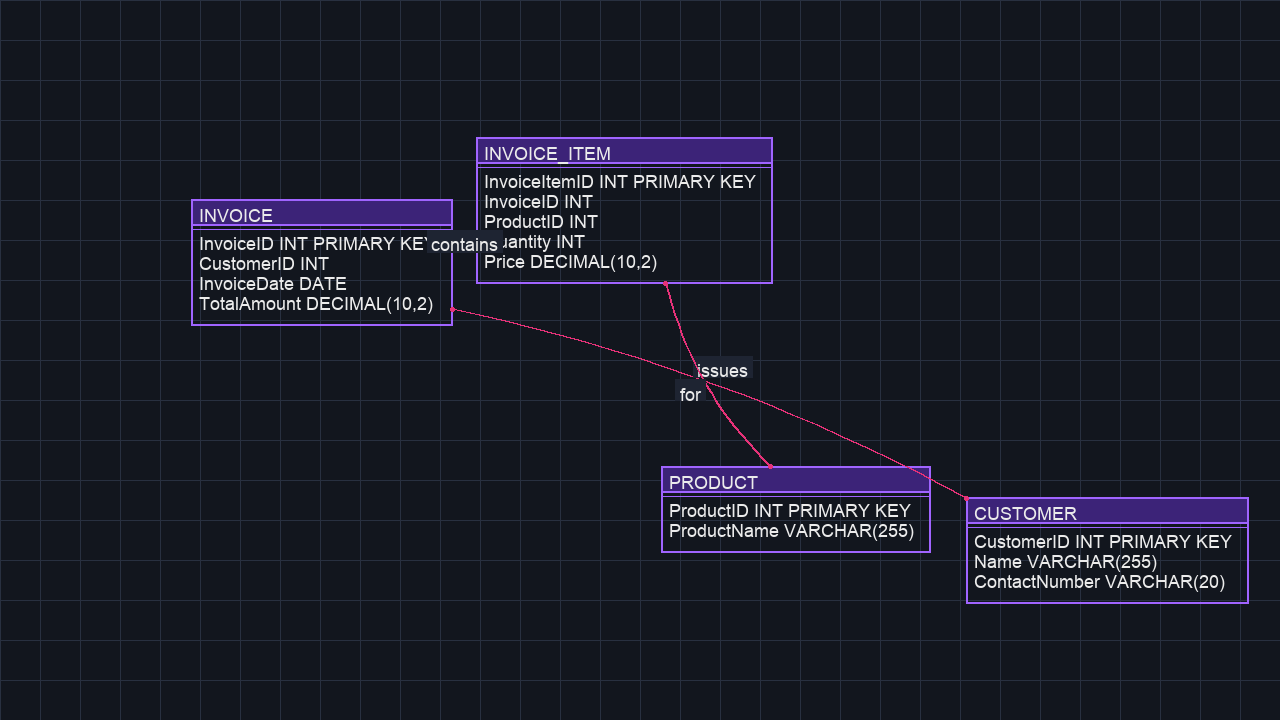 INVOICE_ITEM
InvoiceItemID INT PRIMARY KEY
InvoiceID INT
ProductID INT
uantity INT
Price DECIMAL(10,2)
INVOICE
InvoiceID INT PRIMARY KEY
CustomerID INT
InvoiceDate DATE
TotalAmount DECIMAL(10,2)
contains
issues
for
PRODUCT
ProductID INT PRIMARY KEY
ProductName VARCHAR(255)
CUSTOMER
CustomerID INT PRIMARY KEY
Name VARCHAR(255)
ContactNumber VARCHAR(20)